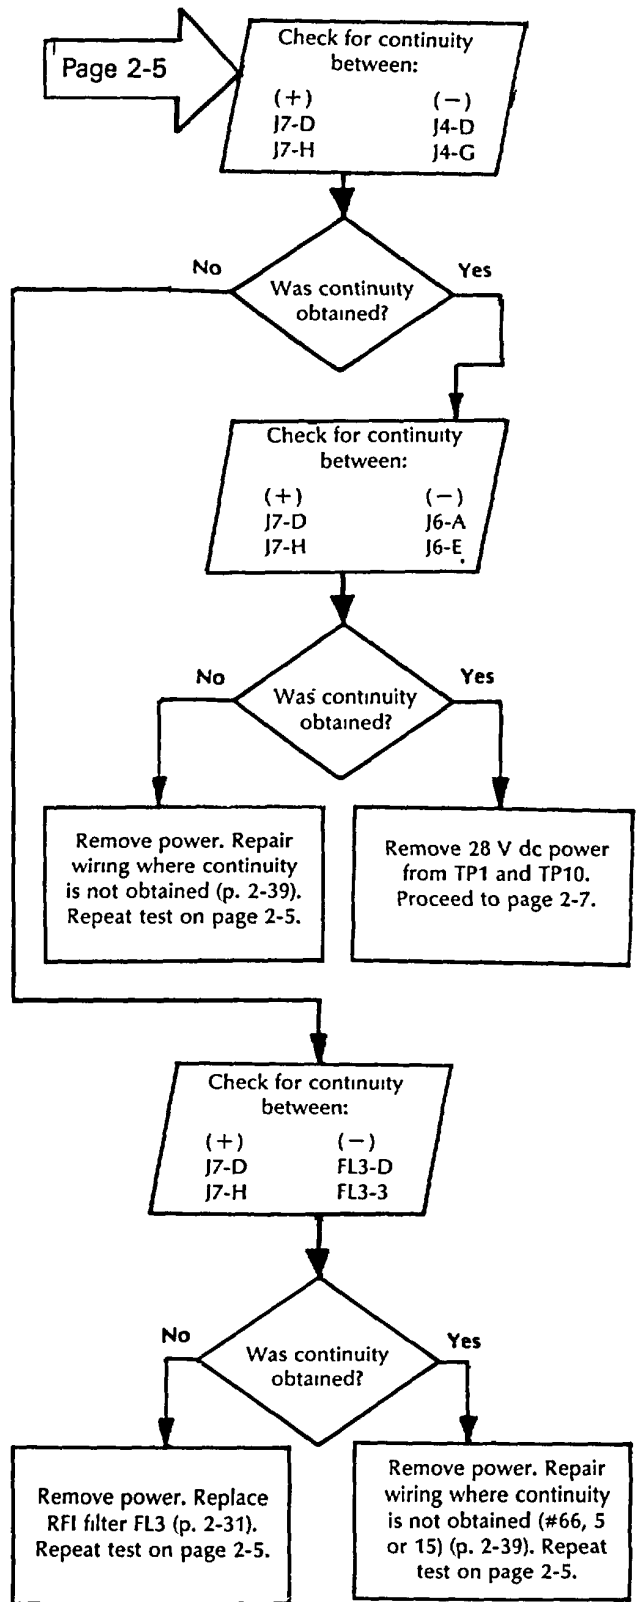 Page 2-5
Check for continuity
between:
(+) (−)
J7-D J4-D
J7-H J4-G
Was continuity
obtained?
No
Yes
Check for continuity
between:
(+) (−)
J7-D J6-A
J7-H J6-E
Was continuity
obtained?
No
Yes
Remove power. Repair
wiring where continuity
is not obtained (p. 2-39).
Repeat test on page 2-5.
Remove 28 V dc power
from TP1 and TP10.
Proceed to page 2-7.
Check for continuity
between:
(+) (−)
J7-D FL3-D
J7-H FL3-3
Was continuity
obtained?
No
Yes
Remove power. Replace
RFI filter FL3 (p. 2-31).
Repeat test on page 2-5.
Remove power. Repair
wiring where continuity
is not obtained (#66, 5
or 15) (p. 2-39). Repeat
test on page 2-5.